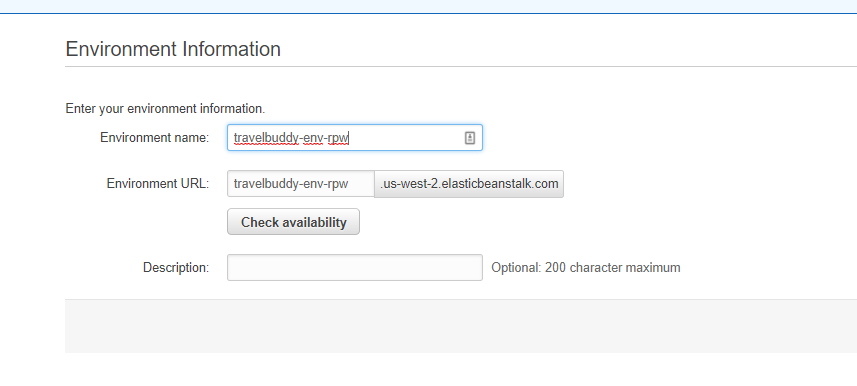 Environment Information
Enter your environment information.
Environment name: travelbuddy-env-rpw
Environment URL: travelbuddy-env-rpw .us-west-2.elasticbeanstalk.com
Check availability
Description: Optional: 200 character maximum